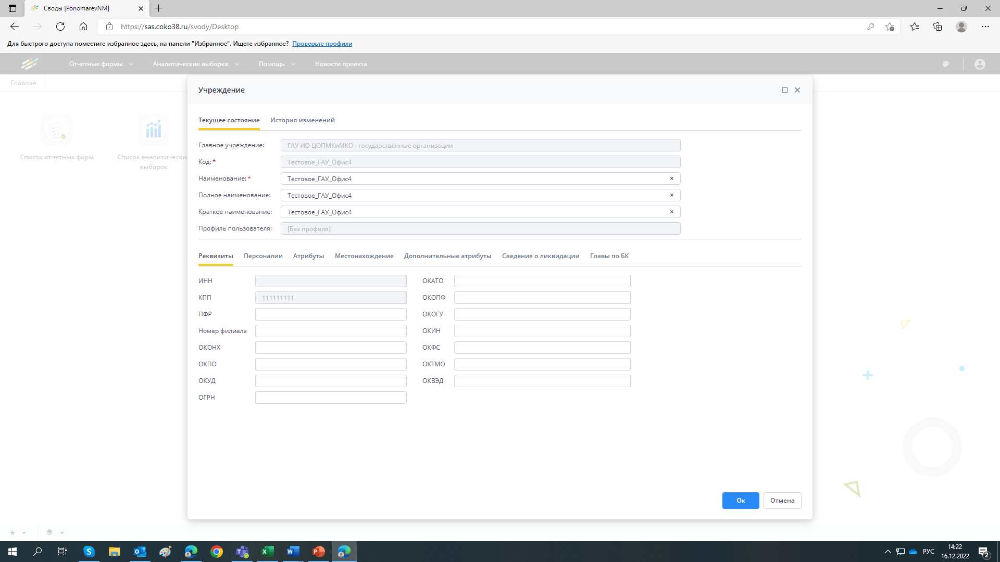 Своды [PonomarevNM]
https://sas.coko38.ru/svody/Desktop
Для быстрого доступа поместите избранное здесь, на панели "Избранное". Ищете избранное? Проверьте профили
Отчетные формы Аналитические выборки Помощь Новости проекта
Главная
Список отчетных форм
Список аналитических
выборок
Учреждение
Текущее состояние История изменений
Главное учреждение: ГАУ ИО ЦОПМКиМКО - государственные организации
Код: * Тестовое_ГАУ_Офис4
Наименование: * Тестовое_ГАУ_Офис4
Полное наименование: Тестовое_ГАУ_Офис4
Краткое наименование: Тестовое_ГАУ_Офис4
Профиль пользователя: [Без профиля]
Реквизиты Персоналии Атрибуты Местонахождение Дополнительные атрибуты Сведения о ликвидации Главы по БК
ИНН ОКАТО
КПП 111111111 ОКОПФ
ПФР ОКОГУ
Номер филиала ОКИН
ОКОНХ ОКФС
ОКПО ОКТМО
ОКУД ОКВЭД
ОГРН
Ок Отмена
РУС
14:22
16.12.2022
2